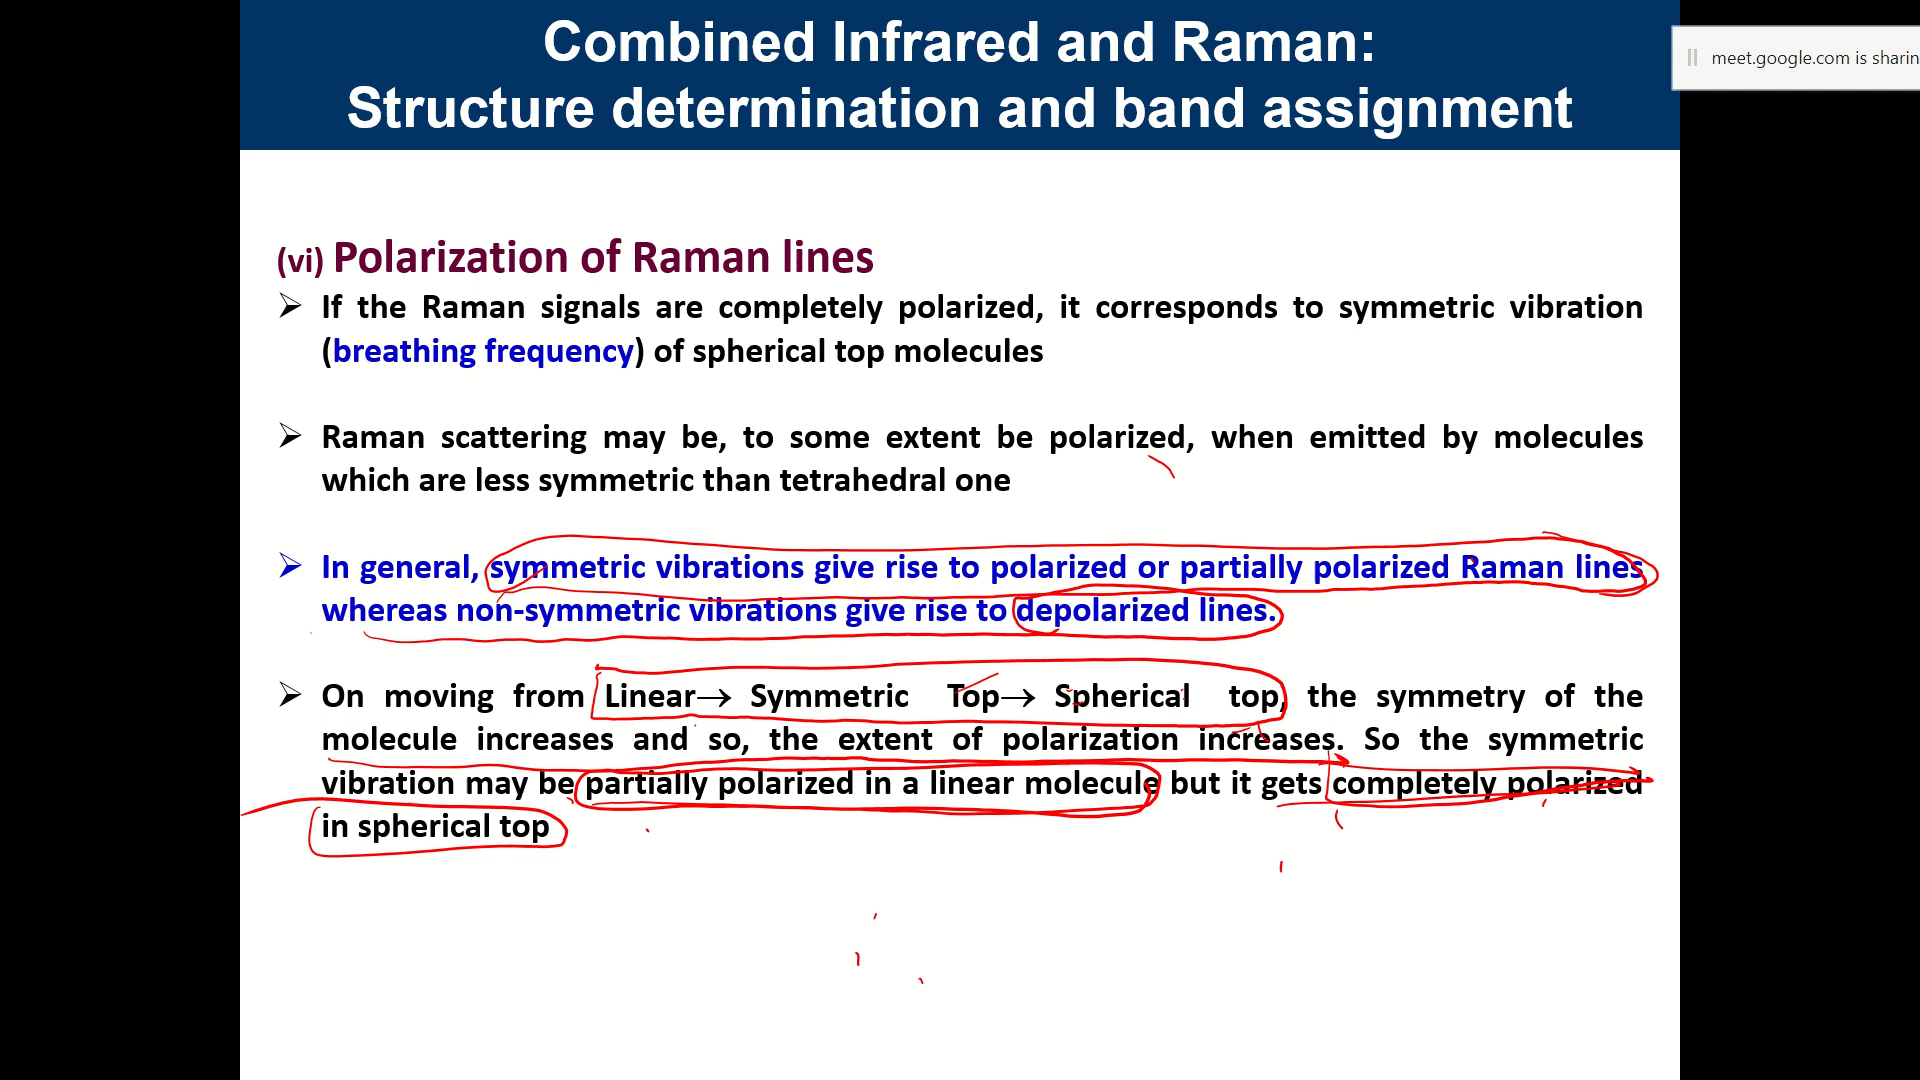 Combined Infrared and Raman:
Structure determination and band assignment
meet.google.com is sharin
(vi) Polarization of Raman lines
➢ If the Raman signals are completely polarized, it corresponds to symmetric vibration
(breathing frequency) of spherical top molecules
➢ Raman scattering may be, to some extent be polarized, when emitted by molecules
which are less symmetric than tetrahedral one
➢ In general, symmetric vibrations give rise to polarized or partially polarized Raman lines
whereas non-symmetric vibrations give rise to depolarized lines.
➢ On moving from Linear→ Symmetric Top→ Spherical top, the symmetry of the
molecule increases and so, the extent of polarization increases. So the symmetric
vibration may be partially polarized in a linear molecule but it gets completely polarized
in spherical top